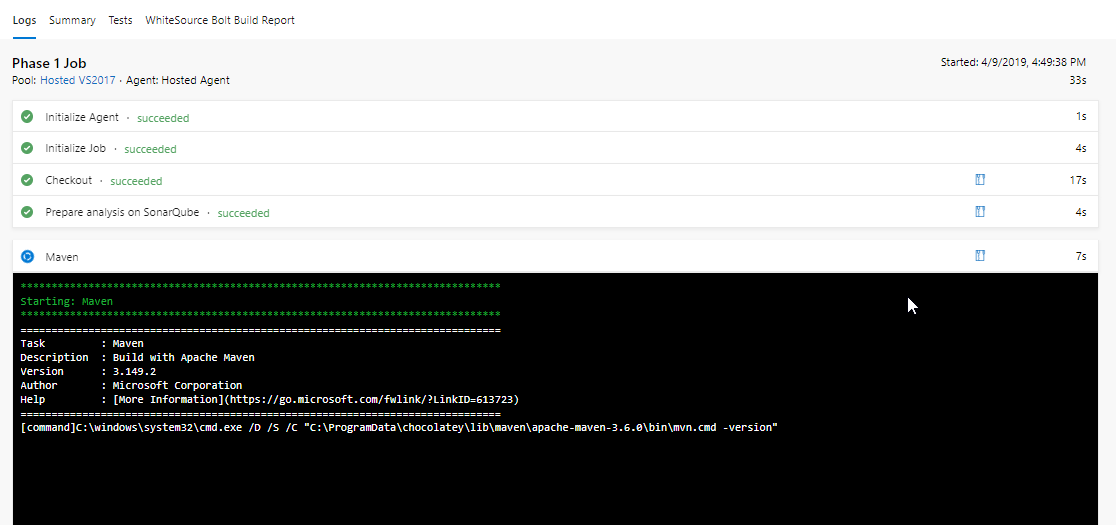 Logs Summary Tests WhiteSource Bolt Build Report
Phase 1 Job Started: 4/9/2019, 4:49:38 PM
Pool: Hosted VS2017 · Agent: Hosted Agent 33s
Initialize Agent · succeeded 1s
Initialize Job · succeeded 4s
Checkout · succeeded 17s
Prepare analysis on SonarQube · succeeded 4s
Maven 7s
******************************************************************************
Starting: Maven
******************************************************************************
==============================================================================
Task         : Maven
Description  : Build with Apache Maven
Version      : 3.149.2
Author       : Microsoft Corporation
Help         : [More Information](https://go.microsoft.com/fwlink/?LinkID=613723)
==============================================================================
[command]C:\windows\system32\cmd.exe /D /S /C "C:\ProgramData\chocolatey\lib\maven\apache-maven-3.6.0\bin\mvn.cmd -version"